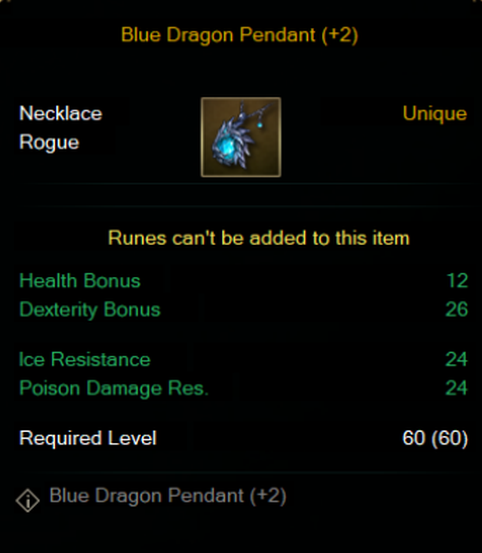 Blue Dragon Pendant (+2)
Necklace Unique
Rogue
Runes can't be added to this item
Health Bonus 12
Dexterity Bonus 26
Ice Resistance 24
Poison Damage Res. 24
Required Level 60 (60)
Blue Dragon Pendant (+2)